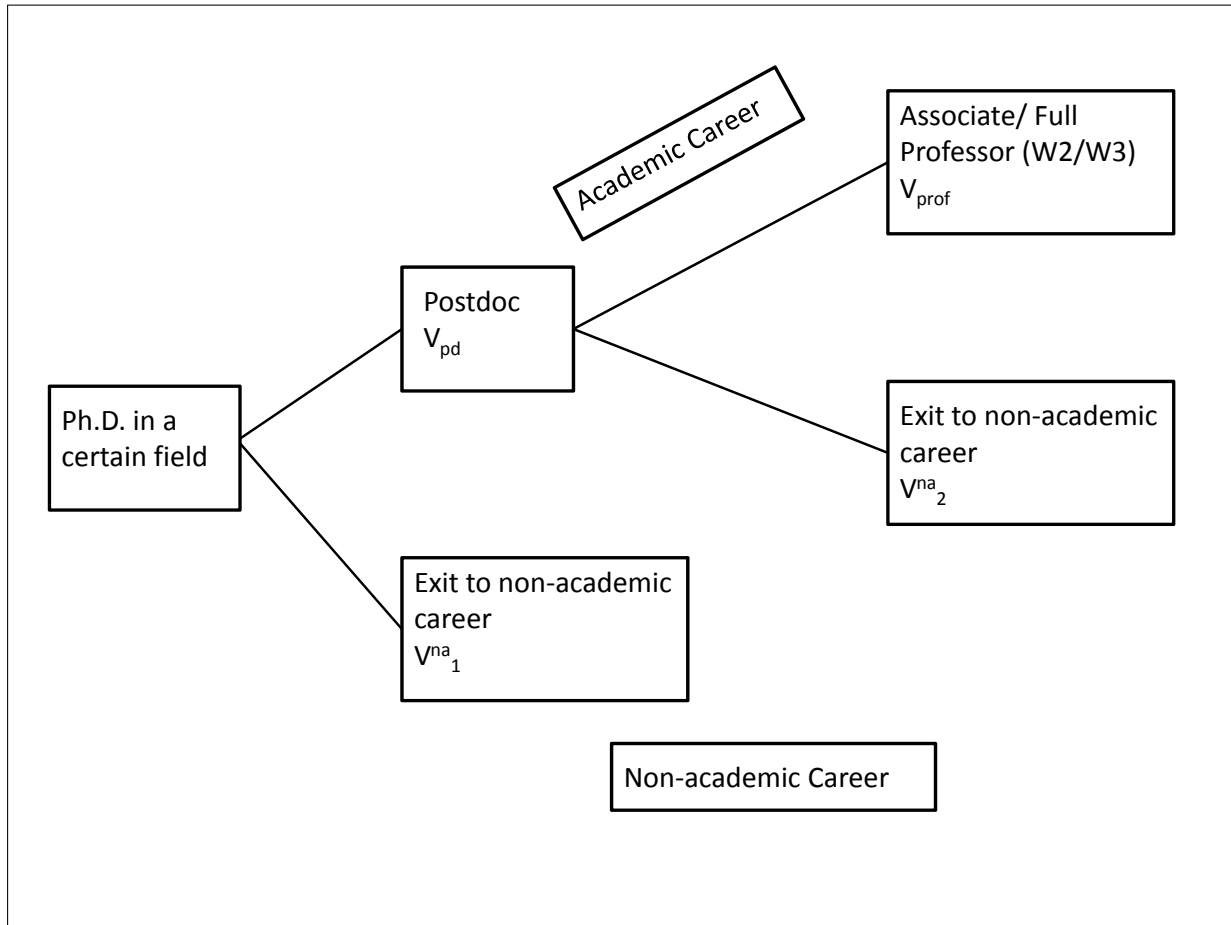 Academic Career
Associate/ Full
Professor (W2/W3)
V_prof
Postdoc
V_pd
Ph.D. in a
certain field
Exit to non-academic
career
V^na_2
Exit to non-academic
career
V^na_1
Non-academic Career